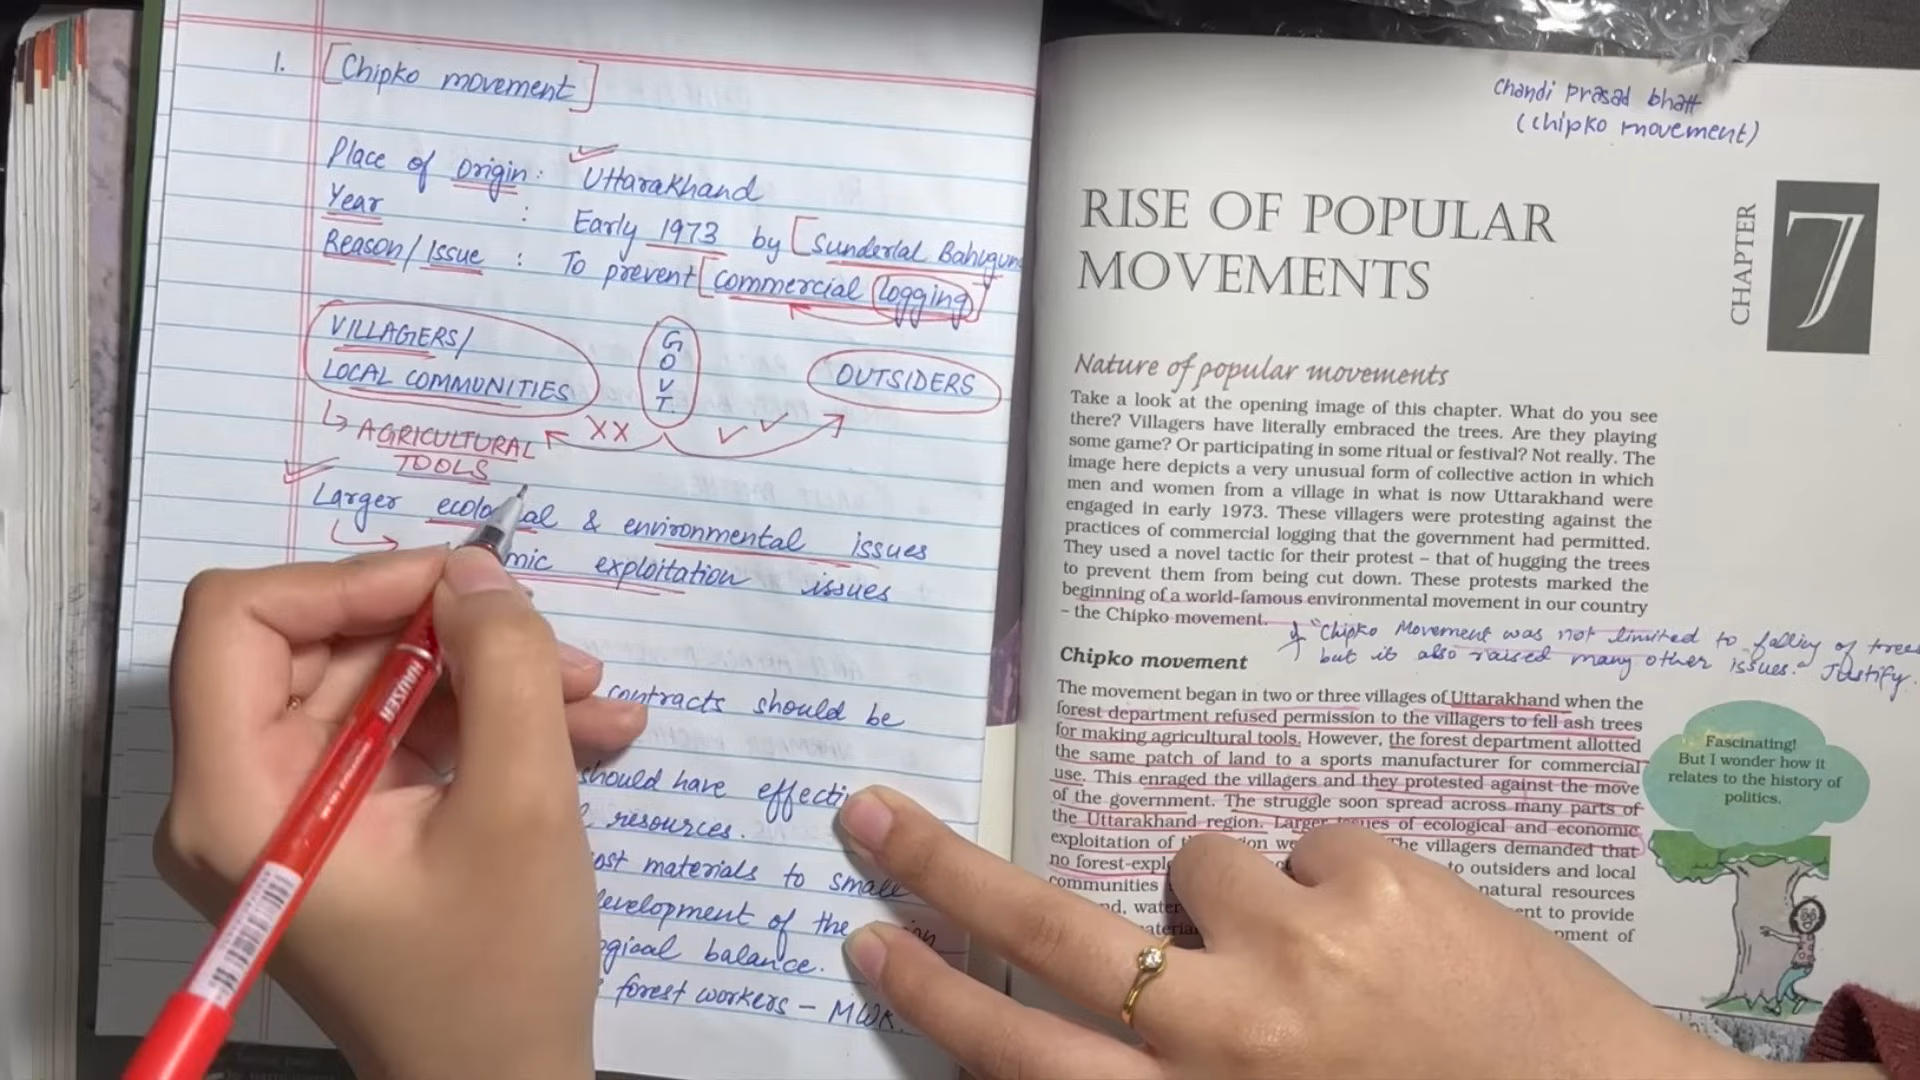 1. [Chipko movement]
Place of origin : Uttarakhand
Year : Early 1973 by [Sunderlal Bahugun
Reason/Issue : To prevent [commercial logging]
VILLAGERS/
LOCAL COMMUNITIES
GOVT.
OUTSIDERS
↳ AGRICULTURAL XX ✓ ✓
TOOLS
Larger ecological & environmental issues
mic exploitation issues
contracts should be
should have effecti
resources.
materials to small
development of the
balance.
forest workers – MWR.
Chandi Prasad bhatt
(Chipko movement)
RISE OF POPULAR
MOVEMENTS
CHAPTER
7
Nature of popular movements
Take a look at the opening image of this chapter. What do you see
there? Villagers have literally embraced the trees. Are they playing
some game? Or participating in some ritual or festival? Not really. The
image here depicts a very unusual form of collective action in which
men and women from a village in what is now Uttarakhand were
engaged in early 1973. These villagers were protesting against the
practices of commercial logging that the government had permitted.
They used a novel tactic for their protest – that of hugging the trees
to prevent them from being cut down. These protests marked the
beginning of a world-famous environmental movement in our country
– the Chipko movement.
"Chipko Movement was not limited to falling of trees
but it also raised many other issues." Justify.
Chipko movement
The movement began in two or three villages of Uttarakhand when the
forest department refused permission to the villagers to fell ash trees
for making agricultural tools. However, the forest department allotted
the same patch of land to a sports manufacturer for commercial
use. This enraged the villagers and they protested against the move
of the government. The struggle soon spread across many parts of
the Uttarakhand region. Larger issues of ecological and economic
exploitation of the villagers demanded that
no forest-expl to outsiders and local
communities natural resources
water to provide
materia of
Fascinating!
But I wonder how it
relates to the history of
politics.
HAUSER